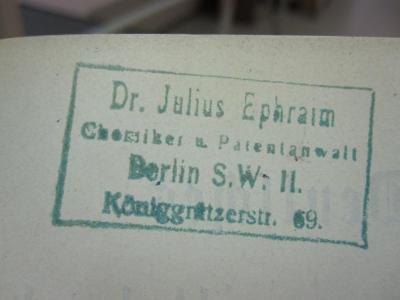 Dr. Julius Ephraim
Chemiker u. Patentanwalt
Berlin S.W. 11.
Königgrätzerstr. 69.